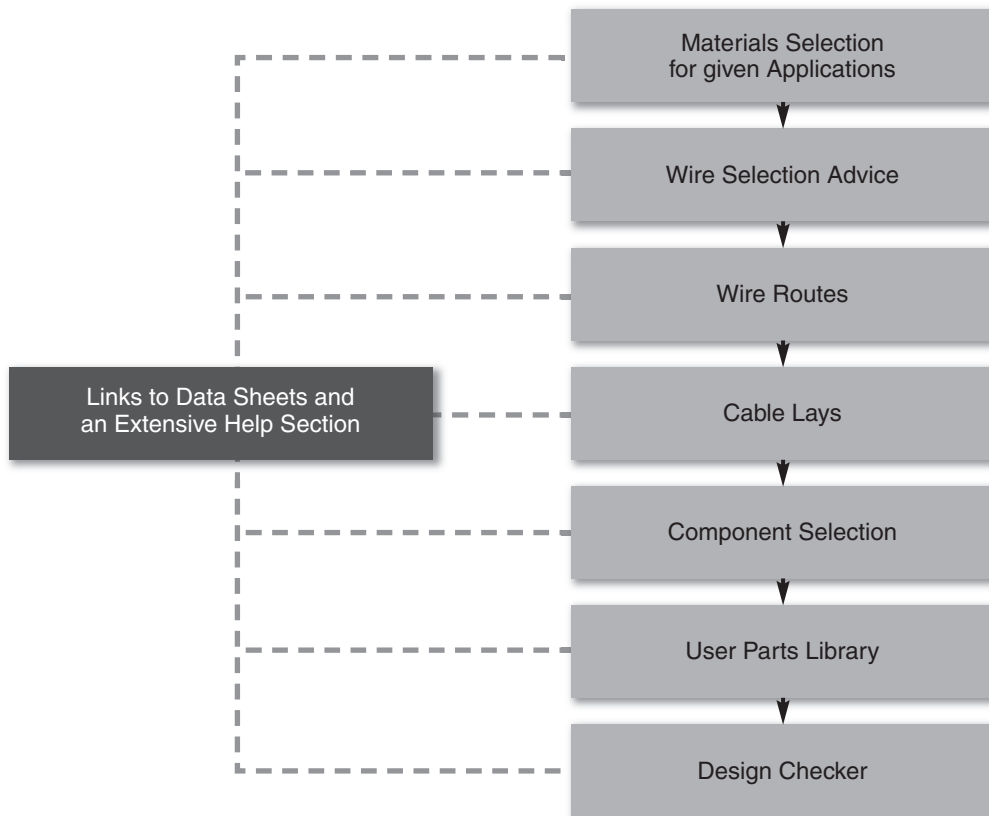 Materials Selection
for given Applications
Wire Selection Advice
Wire Routes
Links to Data Sheets and
an Extensive Help Section
Cable Lays
Component Selection
User Parts Library
Design Checker